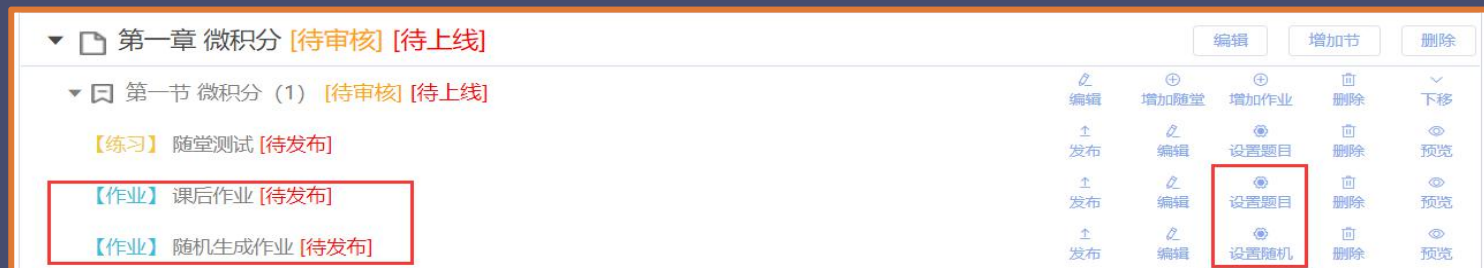 第一章 微积分 [待审核] [待上线] 编辑 增加节 删除
第一节 微积分（1） [待审核] [待上线] 编辑 增加随堂 增加作业 删除 下移
【练习】 随堂测试 [待发布] 发布 编辑 设置题目 删除 预览
【作业】 课后作业 [待发布] 发布 编辑 设置题目 删除 预览
【作业】 随机生成作业 [待发布] 发布 编辑 设置随机 删除 预览